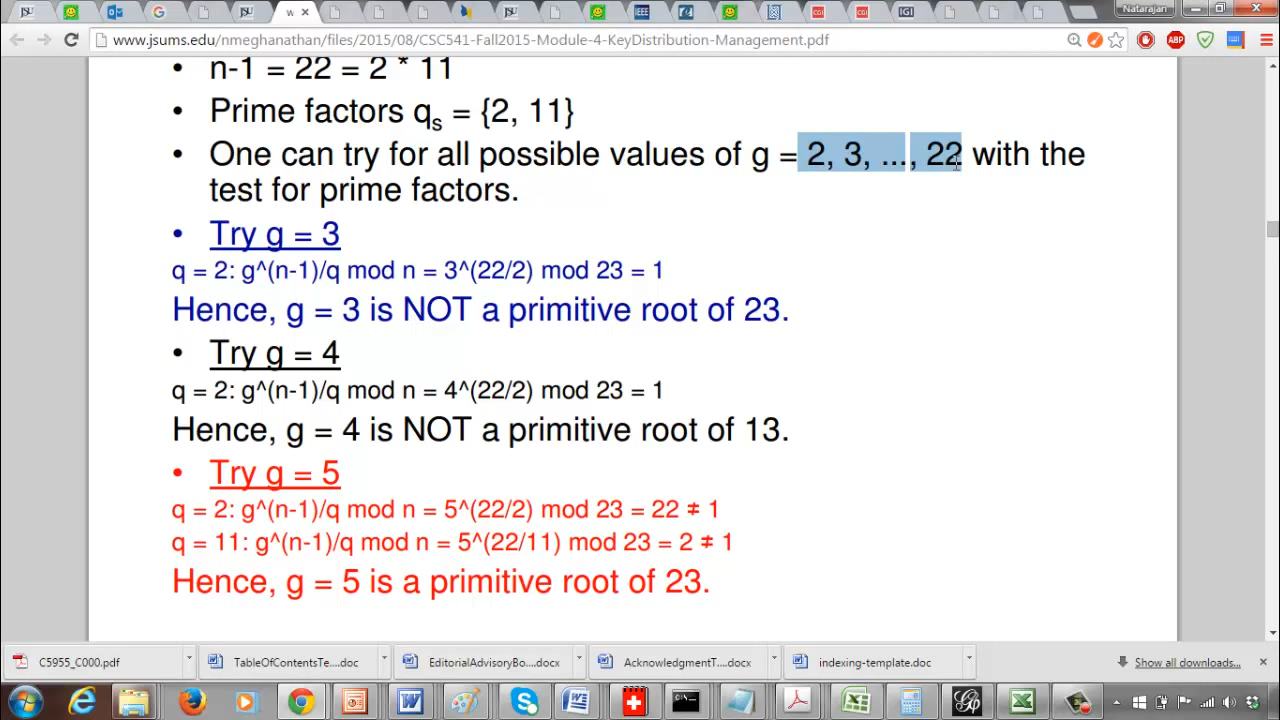 Natarajan
www.jsums.edu/nmeghanathan/files/2015/08/CSC541-Fall2015-Module-4-KeyDistribution-Management.pdf
• n-1 = 22 = 2 * 11
• Prime factors qs = {2, 11}
• One can try for all possible values of g = 2, 3, ..., 22 with the
test for prime factors.
• Try g = 3
q = 2: g^(n-1)/q mod n = 3^(22/2) mod 23 = 1
Hence, g = 3 is NOT a primitive root of 23.
• Try g = 4
q = 2: g^(n-1)/q mod n = 4^(22/2) mod 23 = 1
Hence, g = 4 is NOT a primitive root of 13.
• Try g = 5
q = 2: g^(n-1)/q mod n = 5^(22/2) mod 23 = 22 ≠ 1
q = 11: g^(n-1)/q mod n = 5^(22/11) mod 23 = 2 ≠ 1
Hence, g = 5 is a primitive root of 23.
C5955_C000.pdf TableOfContentsTe....doc EditorialAdvisoryBo....docx AcknowledgmentT....docx indexing-template.doc Show all downloads...